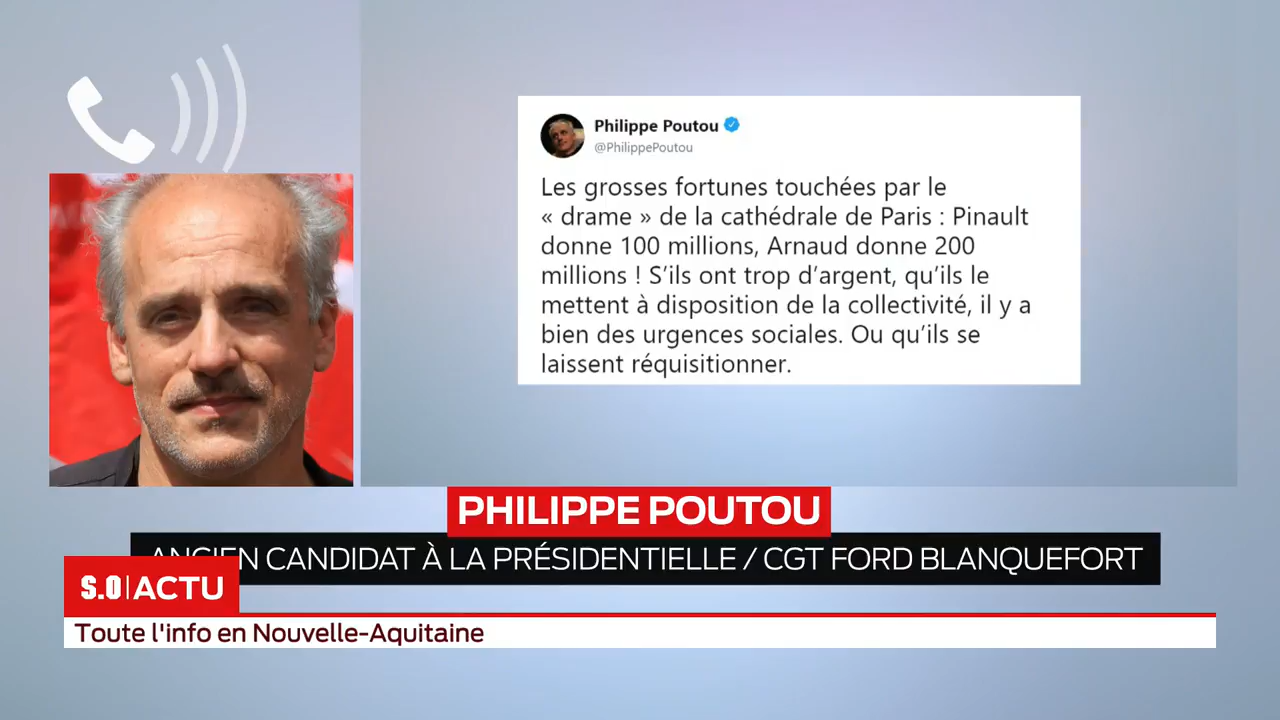 Philippe Poutou
@PhilippePoutou
Les grosses fortunes touchées par le
« drame » de la cathédrale de Paris : Pinault
donne 100 millions, Arnaud donne 200
millions ! S'ils ont trop d'argent, qu'ils le
mettent à disposition de la collectivité, il y a
bien des urgences sociales. Ou qu'ils se
laissent réquisitionner.
PHILIPPE POUTOU
ANCIEN CANDIDAT À LA PRÉSIDENTIELLE / CGT FORD BLANQUEFORT
S.O ACTU
Toute l'info en Nouvelle-Aquitaine